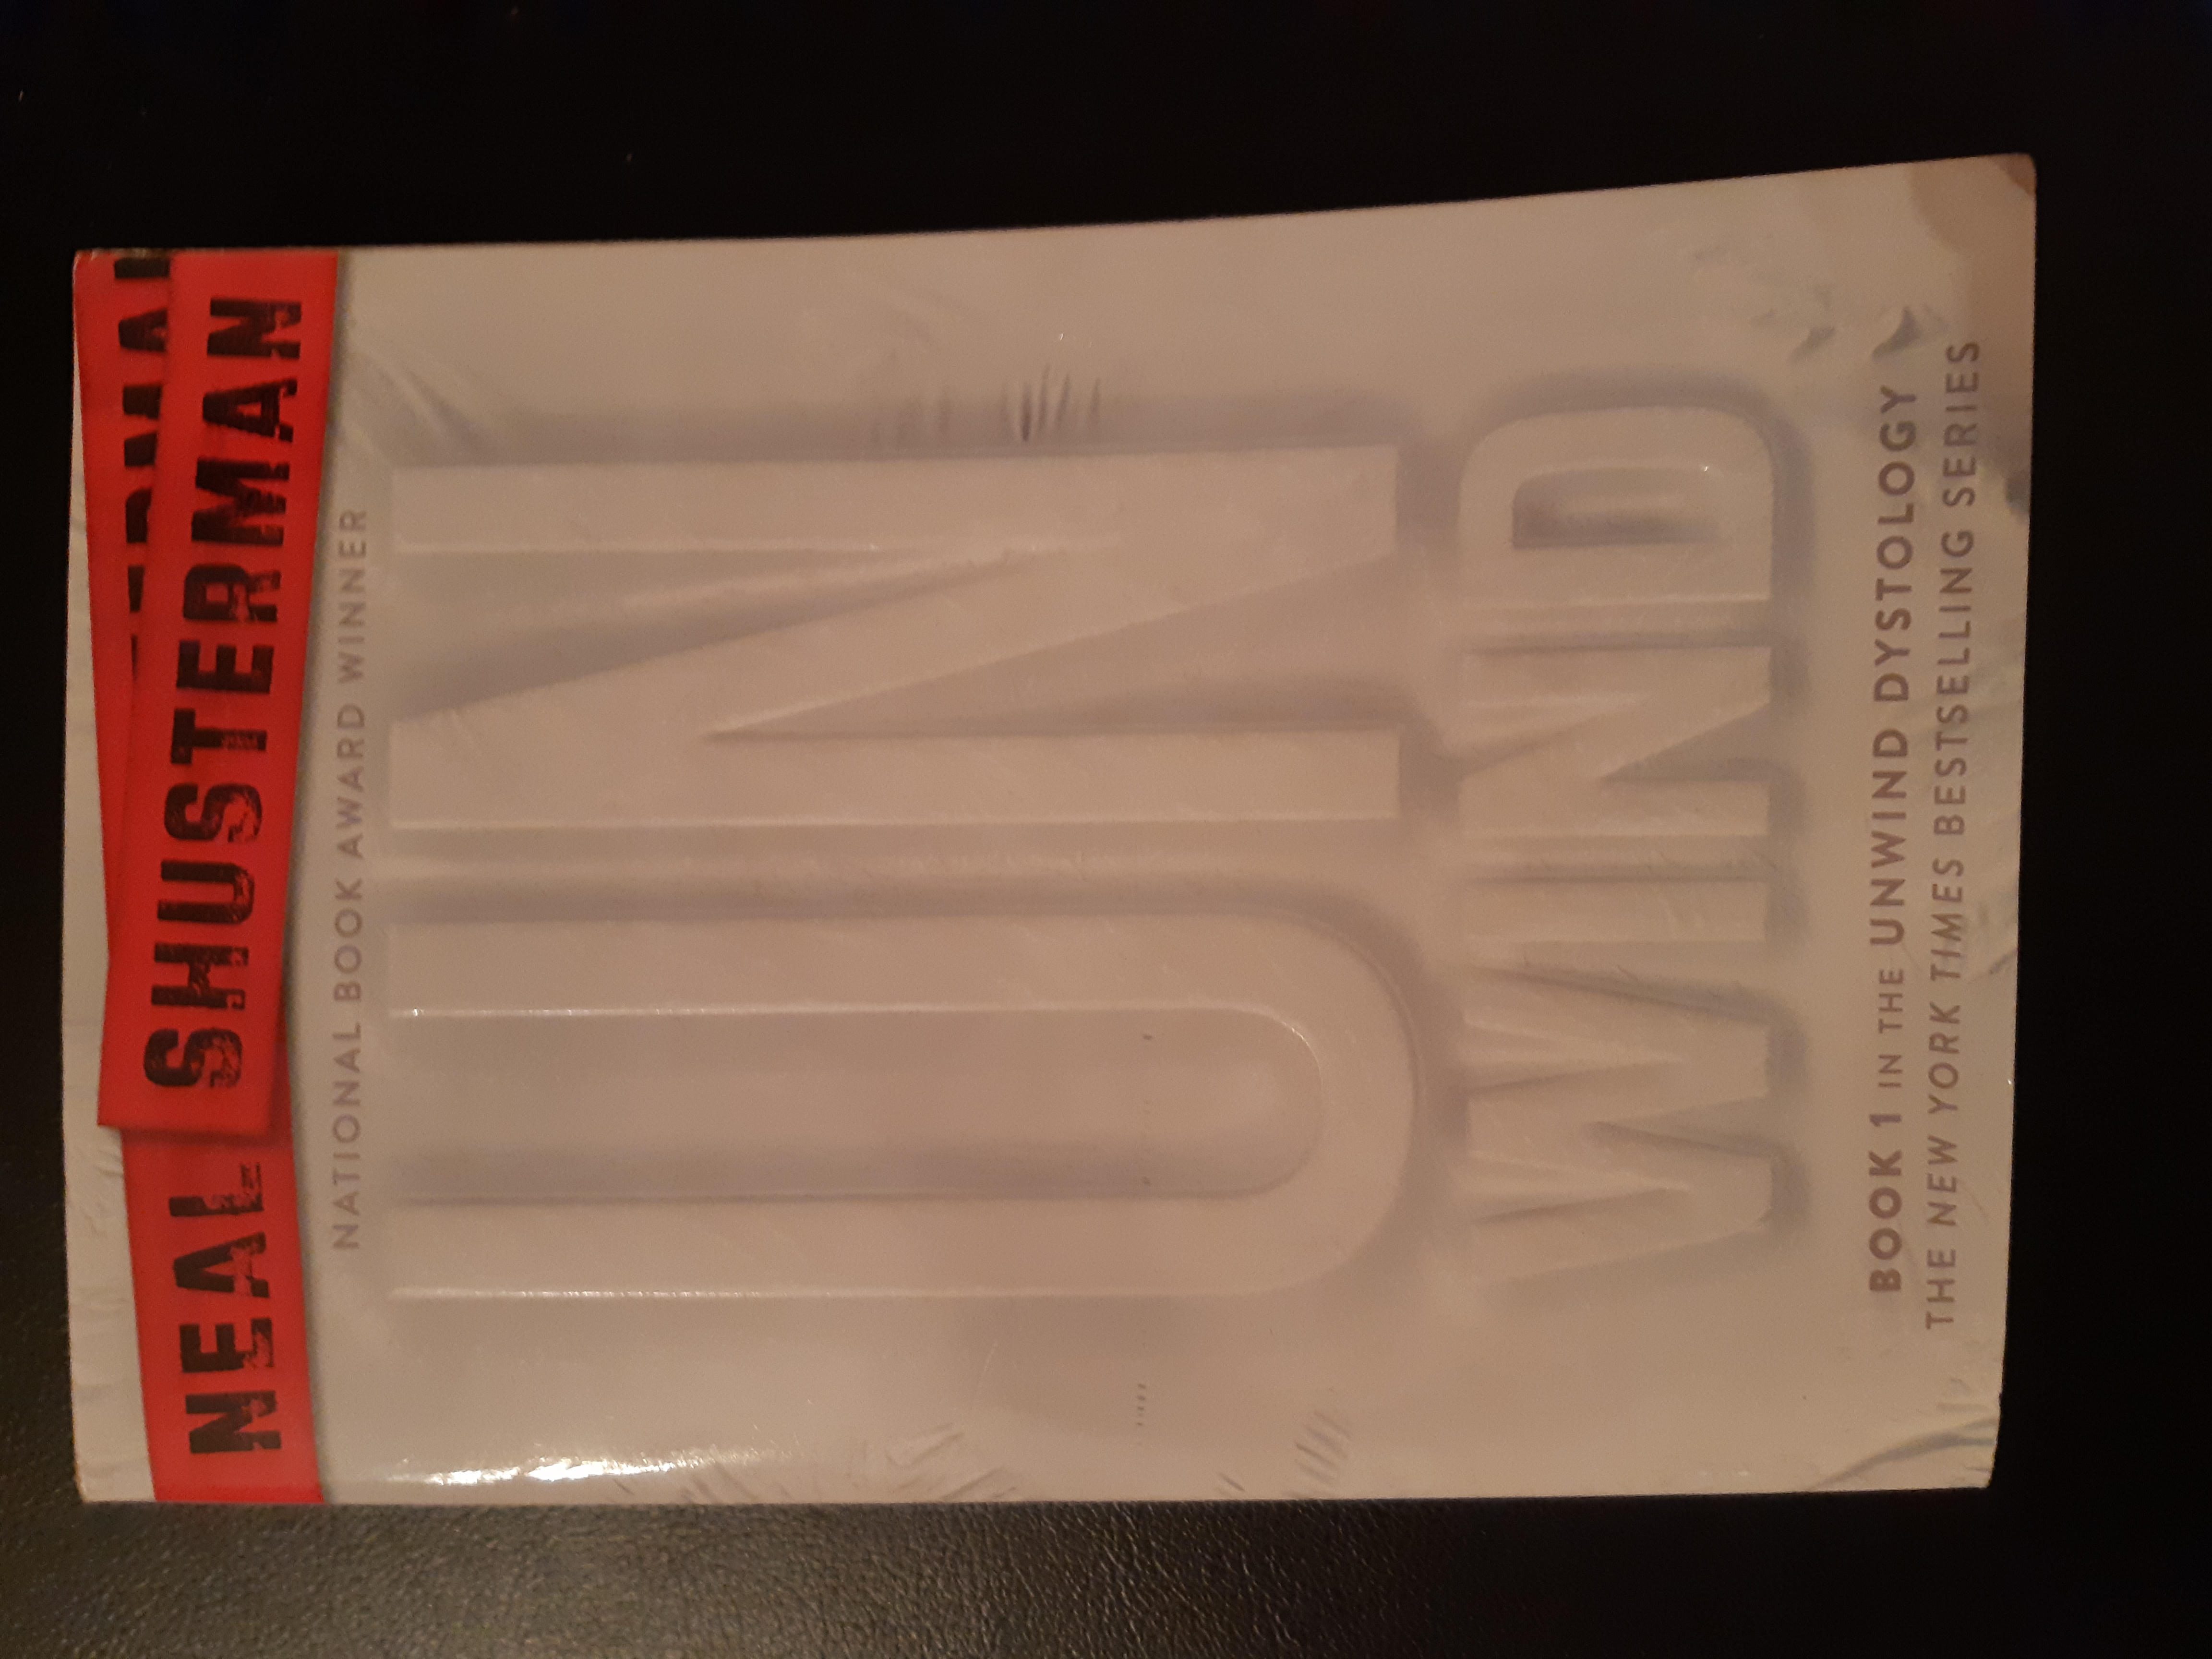 NEAL SHUSTERMAN
NATIONAL BOOK AWARD WINNER
UN
WIND
BOOK 1 IN THE UNWIND DYSTOLOGY
THE NEW YORK TIMES BESTSELLING SERIES